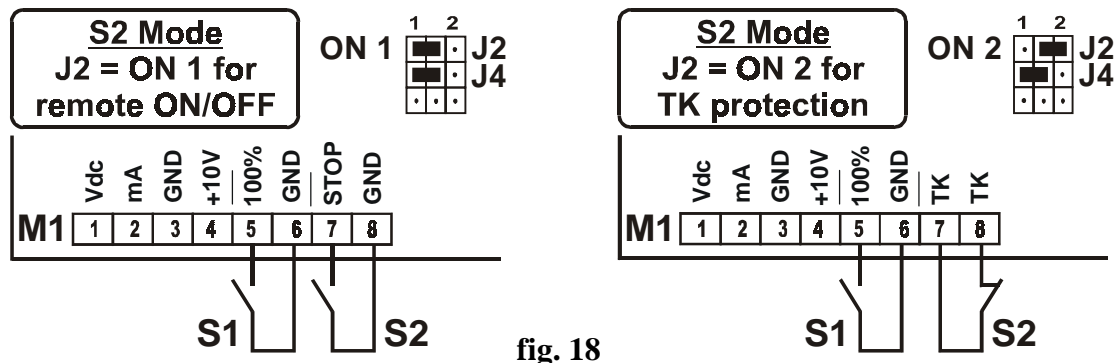 S2 Mode
J2 = ON 1 for
remote ON/OFF
1 2
ON 1 J2
J4
Vdc mA GND +10V 100% GND STOP GND
M1 1 2 3 4 5 6 7 8
S1 S2
S2 Mode
J2 = ON 2 for
TK protection
1 2
ON 2 J2
J4
Vdc mA GND +10V 100% GND TK TK
M1 1 2 3 4 5 6 7 8
S1 S2
fig. 18